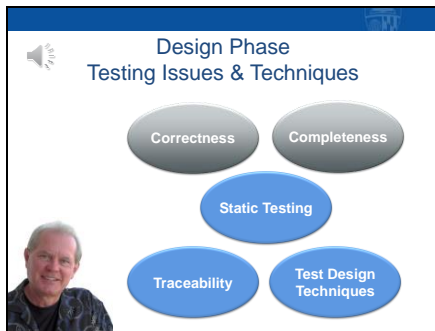 Design Phase
Testing Issues & Techniques
Correctness
Completeness
Static Testing
Traceability
Test Design
Techniques